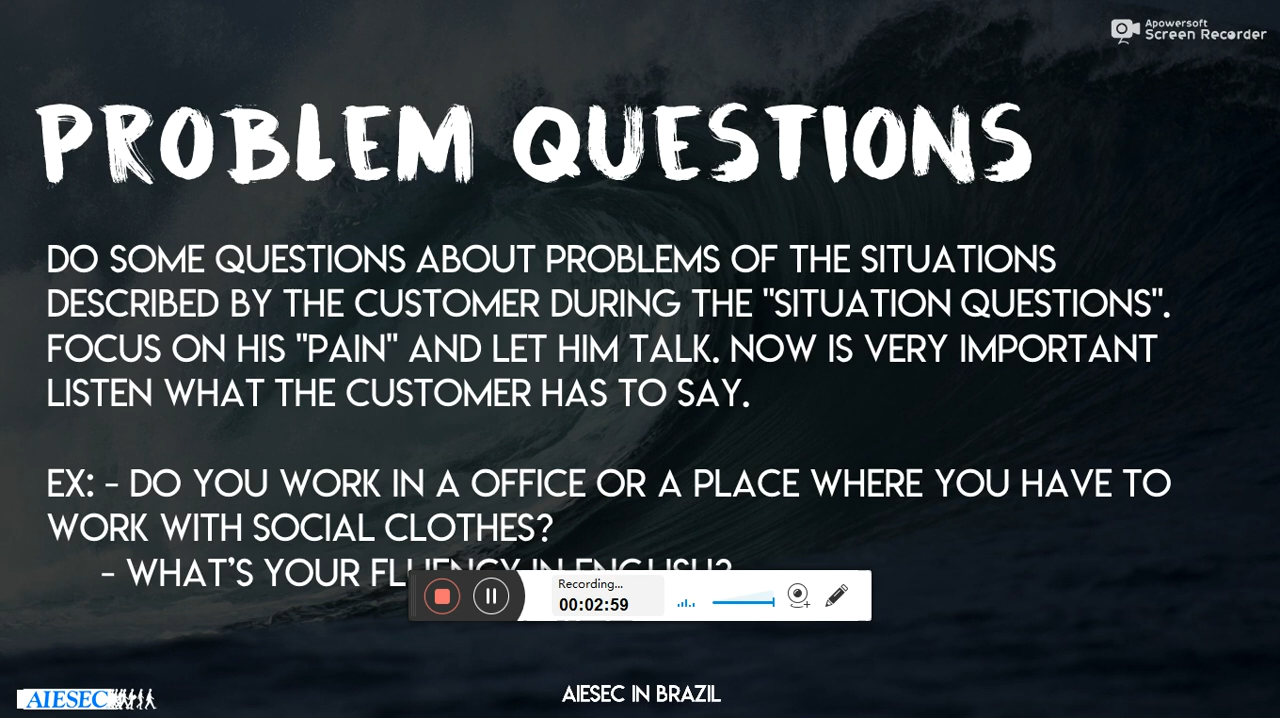 Apowersoft
Screen Recorder
PROBLEM QUESTIONS
DO SOME QUESTIONS ABOUT PROBLEMS OF THE SITUATIONS
DESCRIBED BY THE CUSTOMER DURING THE "SITUATION QUESTIONS".
FOCUS ON HIS "PAIN" AND LET HIM TALK. NOW IS VERY IMPORTANT
LISTEN WHAT THE CUSTOMER HAS TO SAY.
EX: - DO YOU WORK IN A OFFICE OR A PLACE WHERE YOU HAVE TO
WORK WITH SOCIAL CLOTHES?
- WHAT'S YOUR FLUENCY IN ENGLISH?
Recording...
00:02:59
AIESEC
AIESEC IN BRAZIL